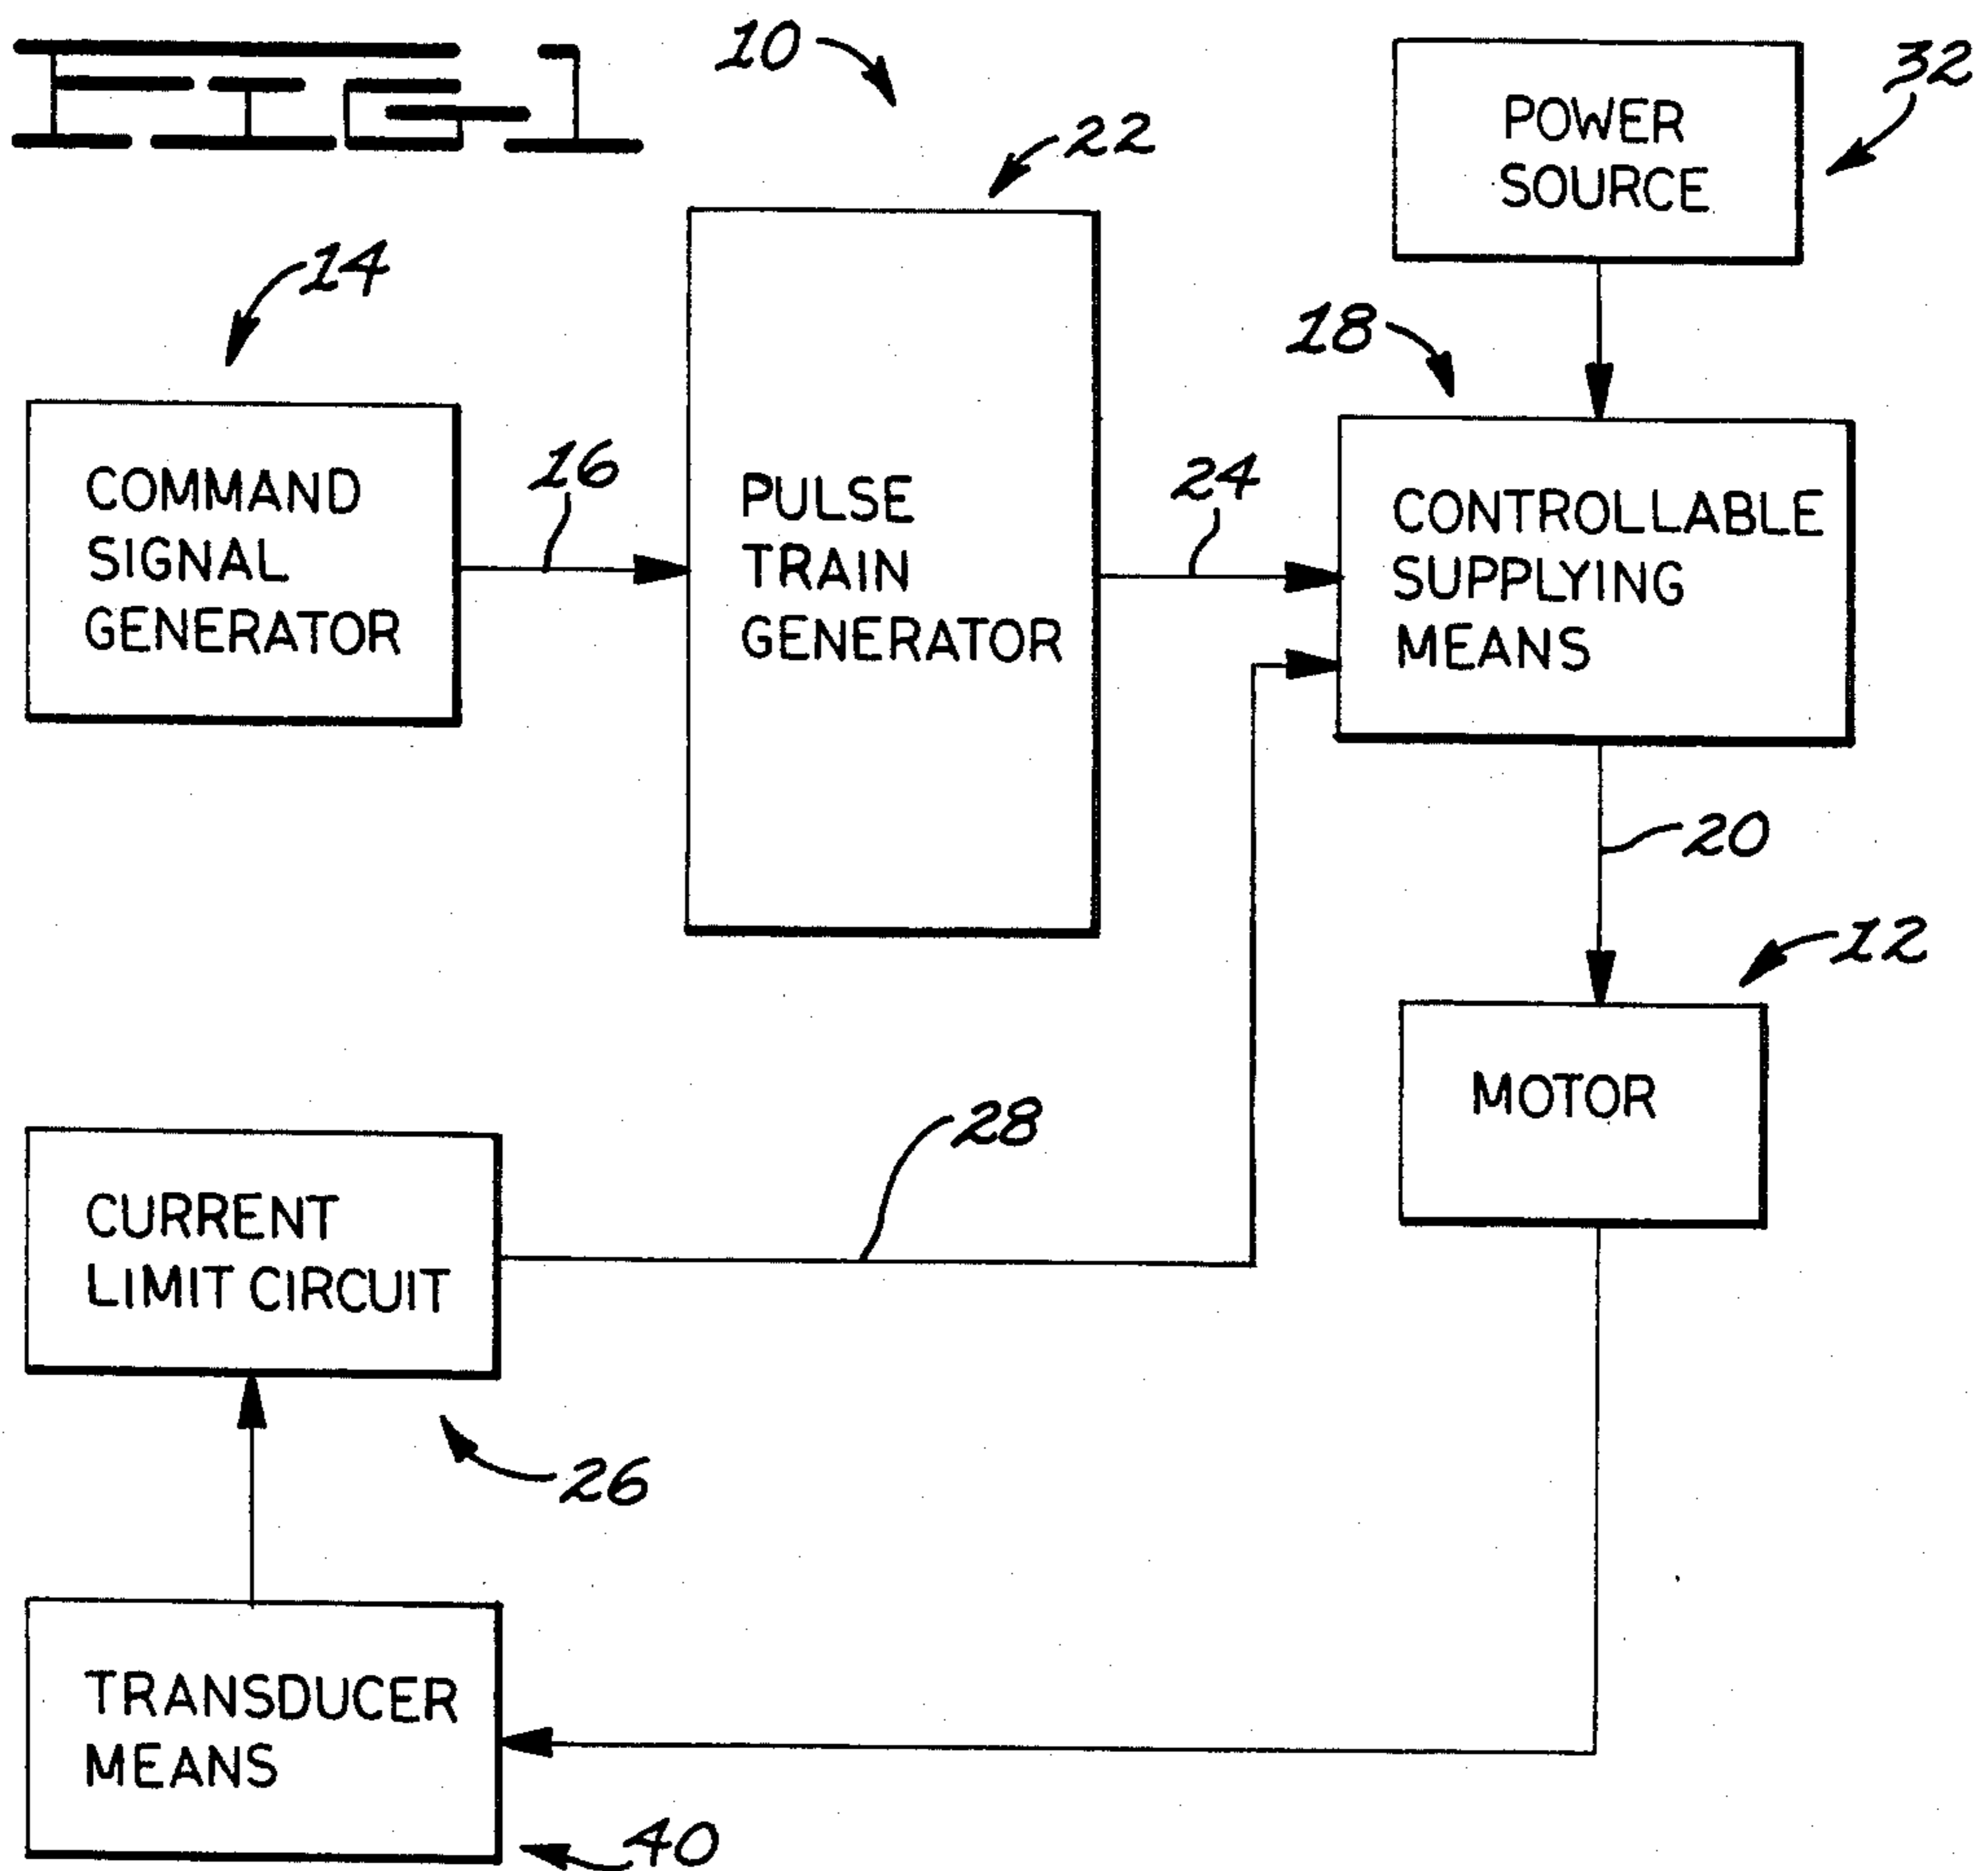 FIG 1
10
32
POWER
SOURCE
22
14
18
COMMAND
SIGNAL
GENERATOR
16
PULSE
TRAIN
GENERATOR
24
CONTROLLABLE
SUPPLYING
MEANS
20
12
MOTOR
28
CURRENT
LIMIT CIRCUIT
26
TRANSDUCER
MEANS
40